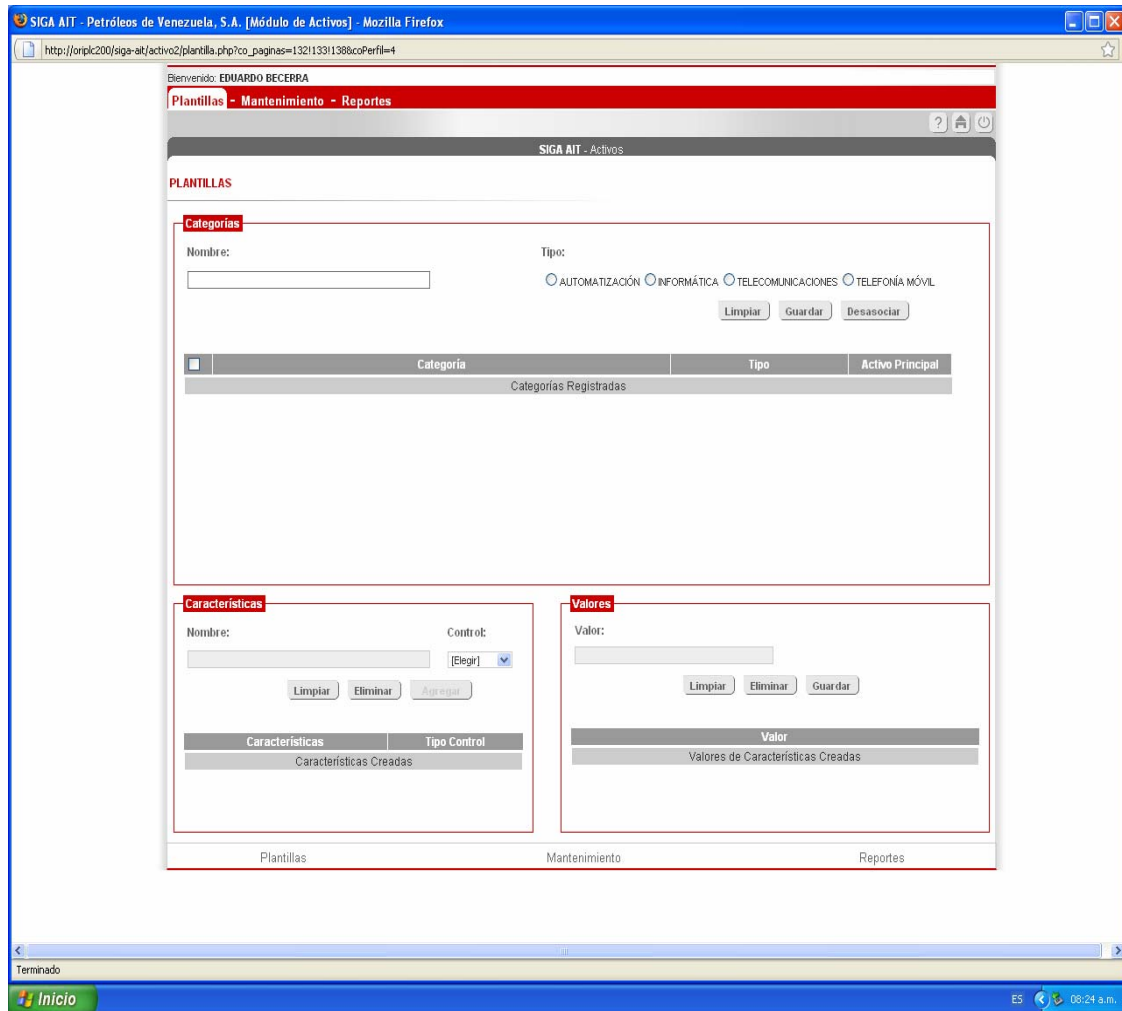 SIGA AIT - Petróleos de Venezuela, S.A. [Módulo de Activos] - Mozilla Firefox
http://oriplc200/siga-ait/activo2/plantilla.php?co_paginas=132!133!138&coPerfil=4
Bienvenido: EDUARDO BECERRA
Plantillas - Mantenimiento - Reportes
?
SIGA AIT - Activos
PLANTILLAS
Categorías
Nombre: Tipo:
AUTOMATIZACIÓN INFORMÁTICA TELECOMUNICACIONES TELEFONÍA MÓVIL
Limpiar Guardar Desasociar
Categoría Tipo Activo Principal
Categorías Registradas
Características
Nombre: Control:
[Elegir]
Limpiar Eliminar Agregar
Características Tipo Control
Características Creadas
Valores
Valor:
Limpiar Eliminar Guardar
Valor
Valores de Características Creadas
Plantillas Mantenimiento Reportes
Terminado
Inicio ES 08:24 a.m.